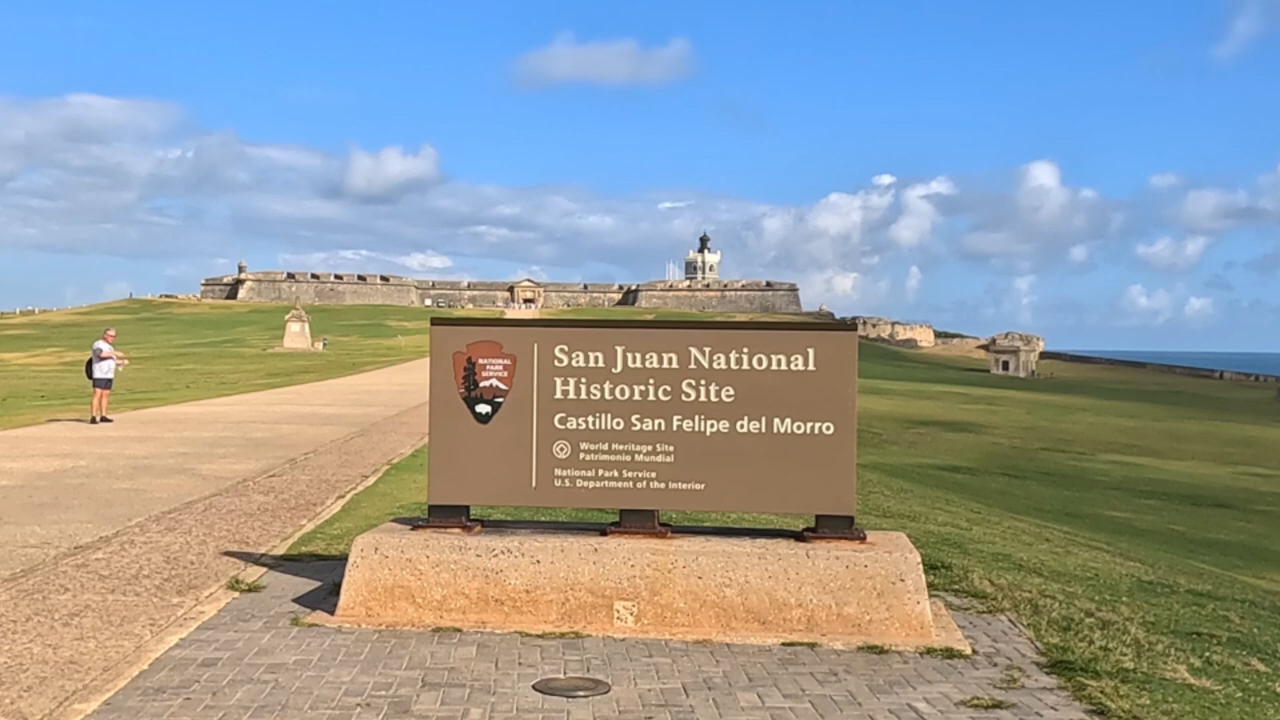 NATIONAL
PARK
SERVICE
San Juan National
Historic Site
Castillo San Felipe del Morro
World Heritage Site
Patrimonio Mundial
National Park Service
U.S. Department of the Interior